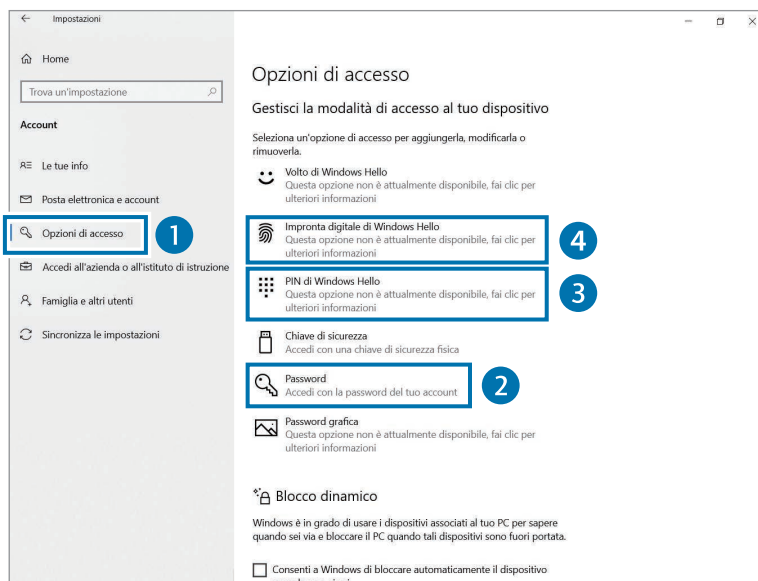 Impostazioni
Home
Trova un'impostazione
Account
Le tue info
Posta elettronica e account
Opzioni di accesso
1
Accedi all'azienda o all'istituto di istruzione
Famiglia e altri utenti
Sincronizza le impostazioni
Opzioni di accesso
Gestisci la modalità di accesso al tuo dispositivo
Seleziona un'opzione di accesso per aggiungerla, modificarla o
rimuoverla.
Volto di Windows Hello
Questa opzione non è attualmente disponibile, fai clic per
ulteriori informazioni
Impronta digitale di Windows Hello
Questa opzione non è attualmente disponibile, fai clic per
ulteriori informazioni
4
PIN di Windows Hello
Questa opzione non è attualmente disponibile, fai clic per
ulteriori informazioni
3
Chiave di sicurezza
Accedi con una chiave di sicurezza fisica
Password
Accedi con la password del tuo account
2
Password grafica
Questa opzione non è attualmente disponibile, fai clic per
ulteriori informazioni
Blocco dinamico
Windows è in grado di usare i dispositivi associati al tuo PC per sapere
quando sei via e bloccare il PC quando tali dispositivi sono fuori portata.
Consenti a Windows di bloccare automaticamente il dispositivo